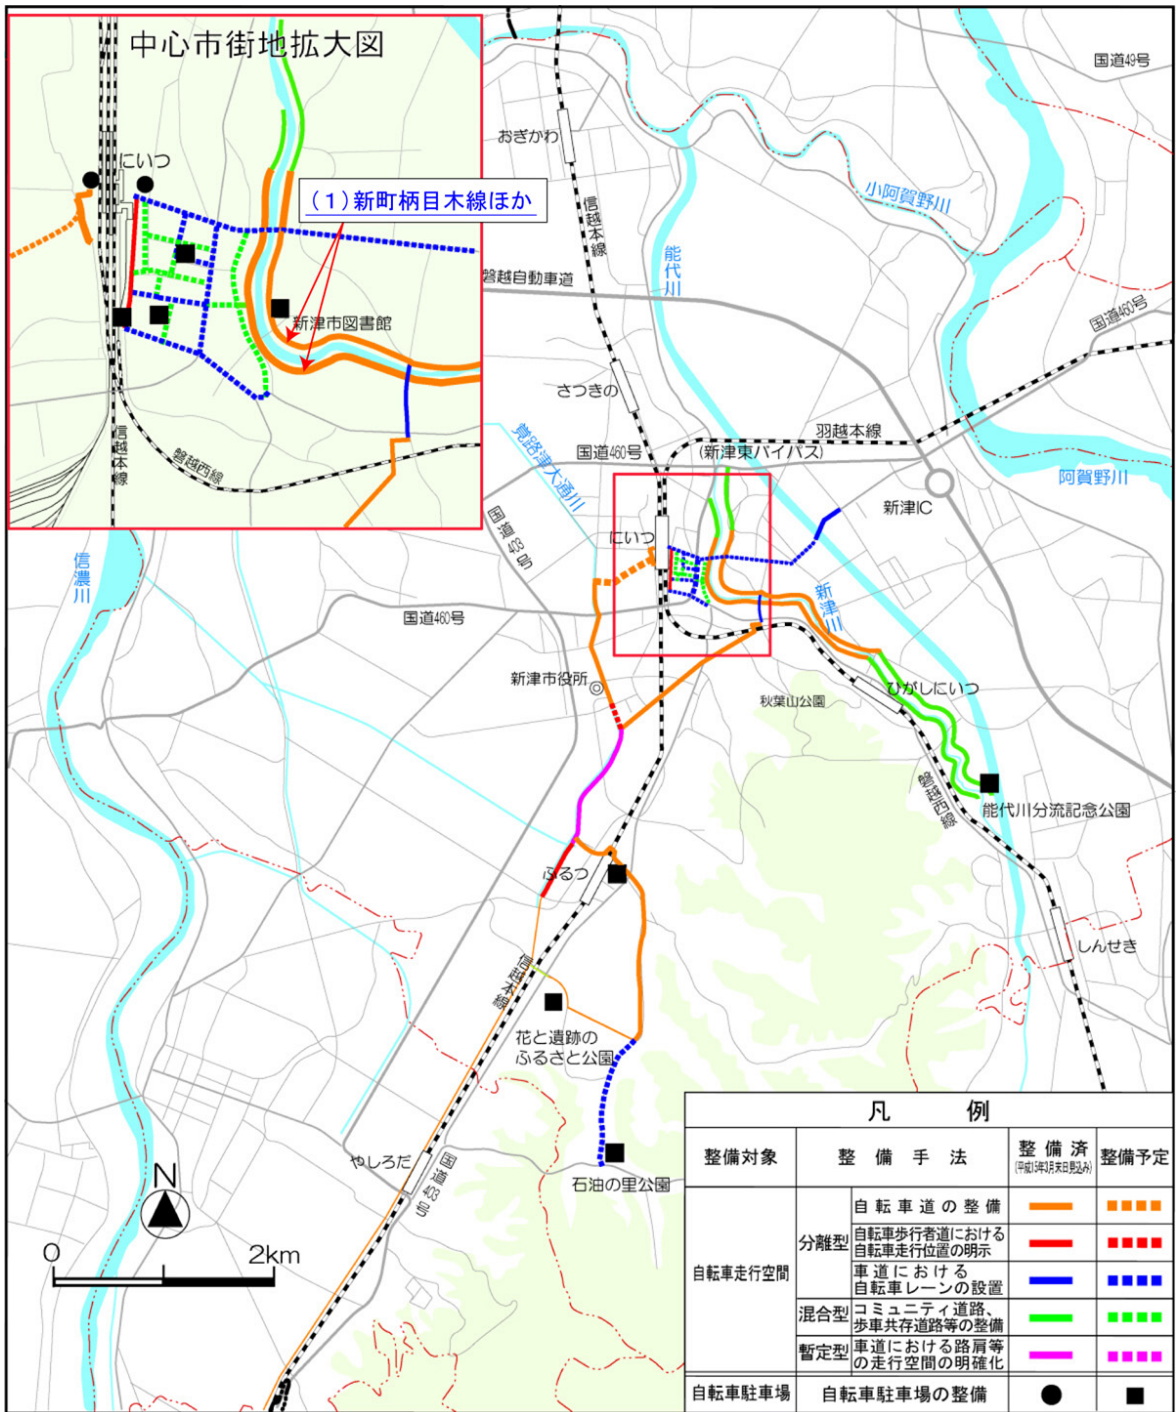 中心市街地拡大図
にいつ
(1)新町柄目木線ほか
新津市図書館
信越本線
磐越西線
国道49号
おぎかわ
信越本線
小阿賀野川
能代川
磐越自動車道
国道460号
さつきの
羽越本線
覚路津大通川
国道460号
(新津東バイパス)
阿賀野川
新津IC
国道403号
にいつ
信濃川
国道460号
新津川
新津市役所
ひがしにいつ
秋葉山公園
磐越西線
能代川分流記念公園
ふるつ
しんせき
信越本線
花と遺跡の
ふるさと公園
やしろだ
国道403号
石油の里公園
N
0 2km
凡 例
整備対象 整備手法 整備済 整備予定
(平成15年3月末日見込み)
自転車走行空間
分離型
自転車道の整備
自転車歩行者道における
自転車走行位置の明示
車道における
自転車レーンの設置
混合型
コミュニティ道路、
歩車共存道路等の整備
暫定型
車道における路肩等
の走行空間の明確化
自転車駐車場 自転車駐車場の整備